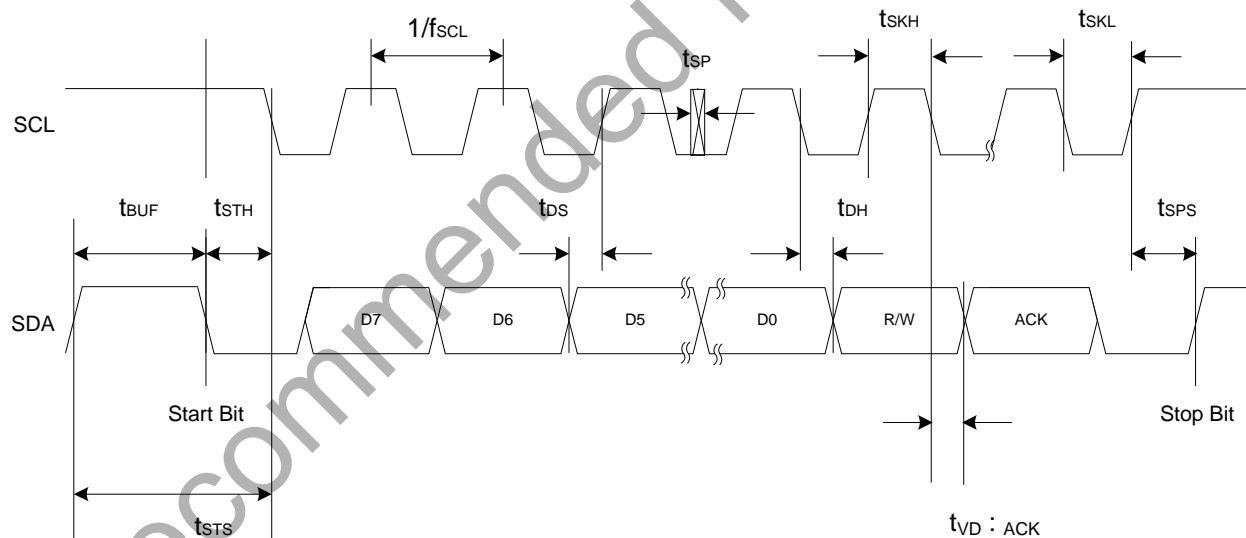 1/fSCL
tSP
tSKH
tSKL
SCL
tBUF
tSTH
tDS
tDH
tSPS
SDA
D7
D6
D5
D0
R/W
ACK
Start Bit
Stop Bit
tSTS
tVD : ACK
ecommended